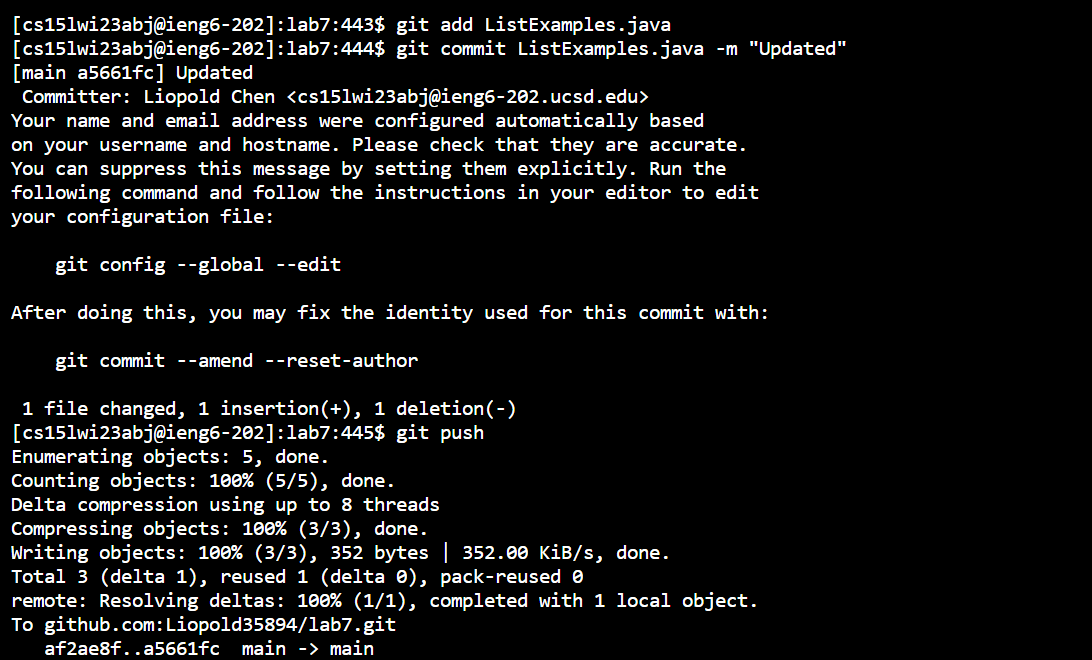 [cs15lwi23abj@ieng6-202]:lab7:443$ git add ListExamples.java
[cs15lwi23abj@ieng6-202]:lab7:444$ git commit ListExamples.java -m "Updated"
[main a5661fc] Updated
 Committer: Liopold Chen <cs15lwi23abj@ieng6-202.ucsd.edu>
Your name and email address were configured automatically based
on your username and hostname. Please check that they are accurate.
You can suppress this message by setting them explicitly. Run the
following command and follow the instructions in your editor to edit
your configuration file:

    git config --global --edit

After doing this, you may fix the identity used for this commit with:

    git commit --amend --reset-author

 1 file changed, 1 insertion(+), 1 deletion(-)
[cs15lwi23abj@ieng6-202]:lab7:445$ git push
Enumerating objects: 5, done.
Counting objects: 100% (5/5), done.
Delta compression using up to 8 threads
Compressing objects: 100% (3/3), done.
Writing objects: 100% (3/3), 352 bytes | 352.00 KiB/s, done.
Total 3 (delta 1), reused 1 (delta 0), pack-reused 0
remote: Resolving deltas: 100% (1/1), completed with 1 local object.
To github.com:Liopold35894/lab7.git
   af2ae8f..a5661fc  main -> main